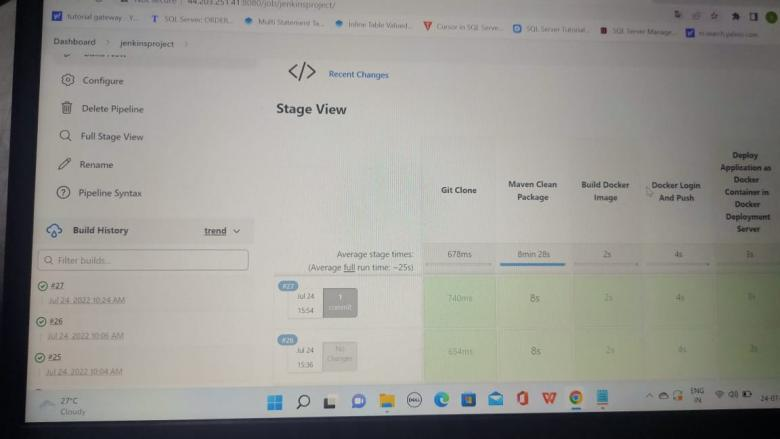 44.203.251.41:8080/job/jenkinsproject/
tutorial gateway - Y...
SQL Server: ORDER...
Multi Statement Ta...
Inline Table Valued...
Cursor in SQL Serve...
SQL Server Tutorial...
SQL Server Manage...
in.search.yahoo.com
Dashboard
jenkinsproject
Configure
Delete Pipeline
Full Stage View
Rename
Pipeline Syntax
Build History
trend
Filter builds...
#27
Jul 24, 2022 10:24 AM
#26
Jul 24, 2022 10:06 AM
#25
Jul 24, 2022 10:04 AM
Recent Changes
Stage View
Git Clone
Maven Clean
Package
Build Docker
Image
Docker Login
And Push
Deploy
Application as
Docker
Container in
Docker
Deployment
Server
Average stage times:
(Average full run time: ~25s)
678ms
8min 28s
2s
4s
3s
#27
Jul 24
15:54
1
commit
740ms
8s
2s
4s
#26
Jul 24
15:36
No
Changes
654ms
8s
2s
4s
27°C
Cloudy
DELL
ENG
IN